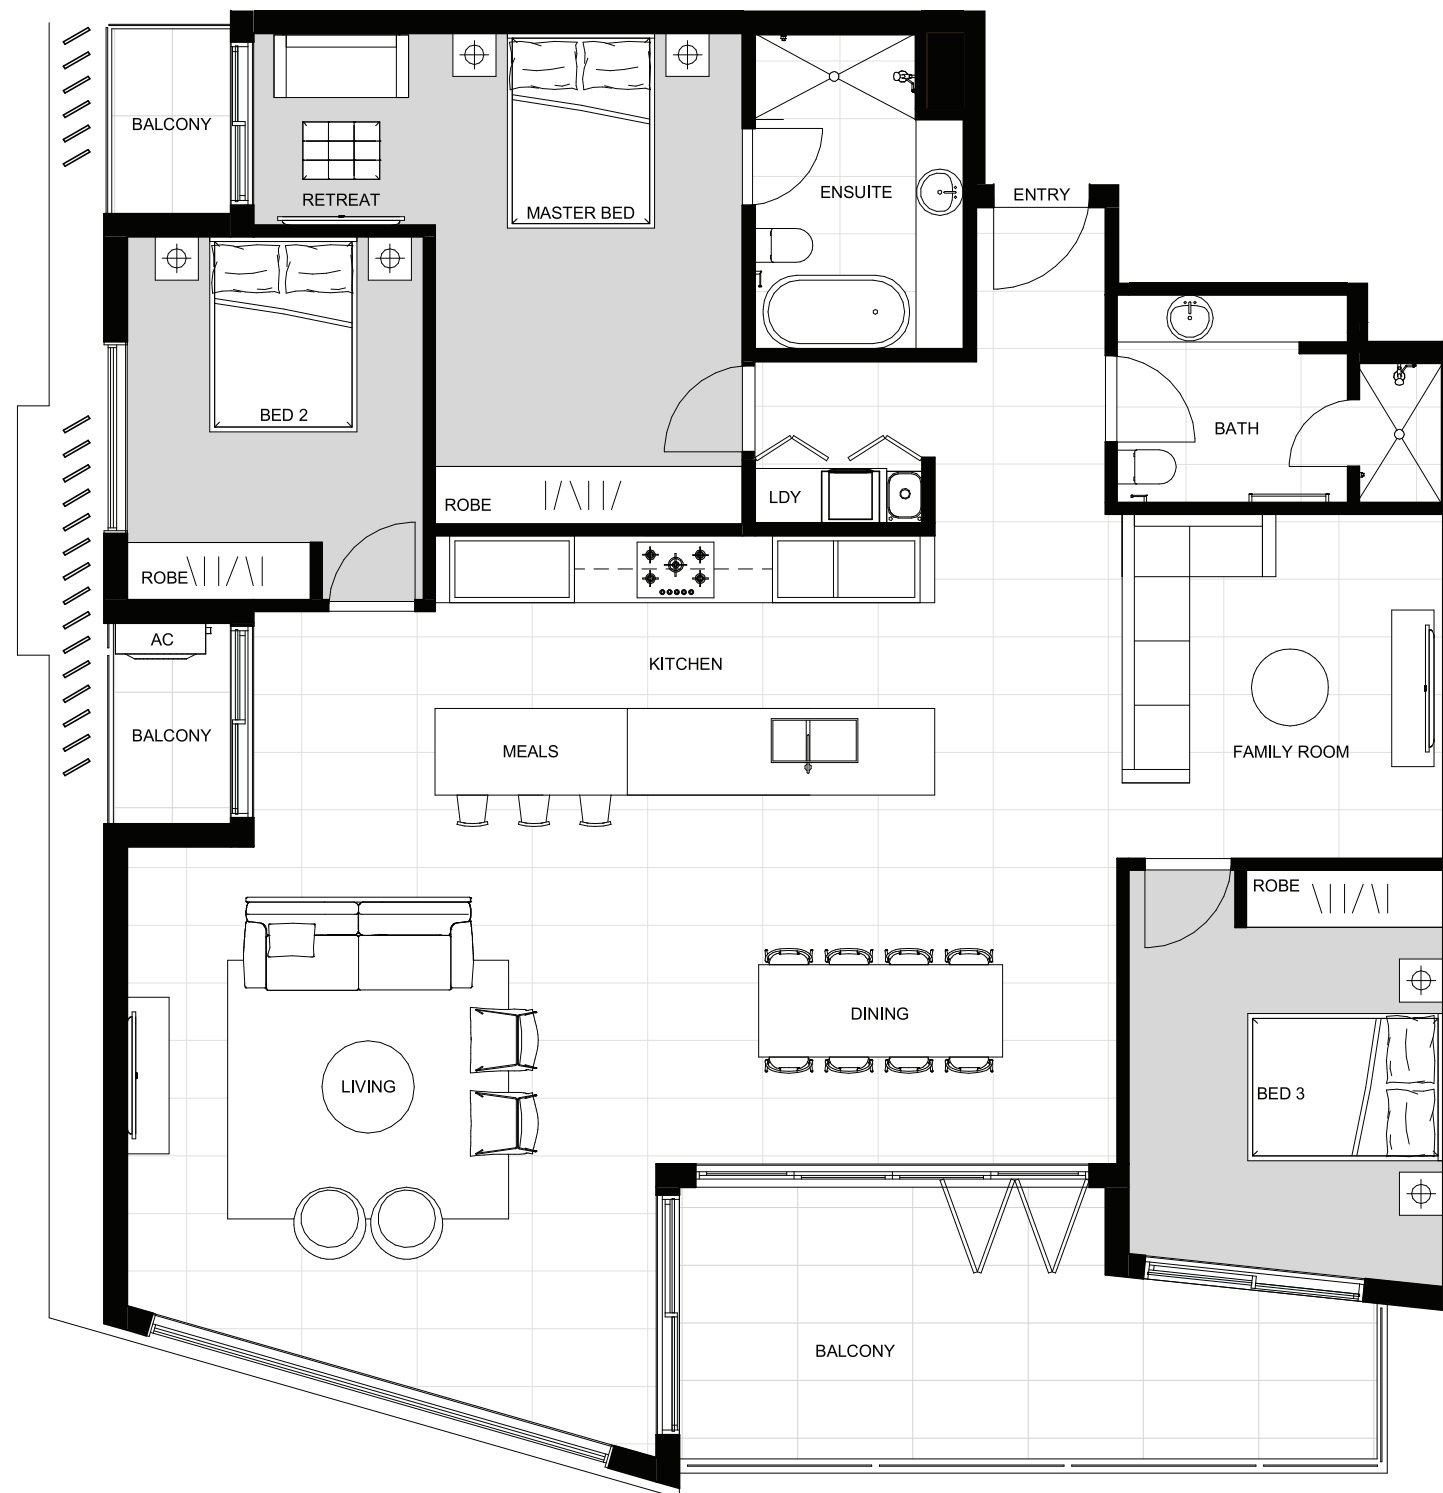 BALCONY
RETREAT
MASTER BED
ENSUITE
ENTRY
BED 2
BATH
ROBE
LDY
ROBE
AC
KITCHEN
BALCONY
MEALS
FAMILY ROOM
ROBE
DINING
LIVING
BED 3
BALCONY